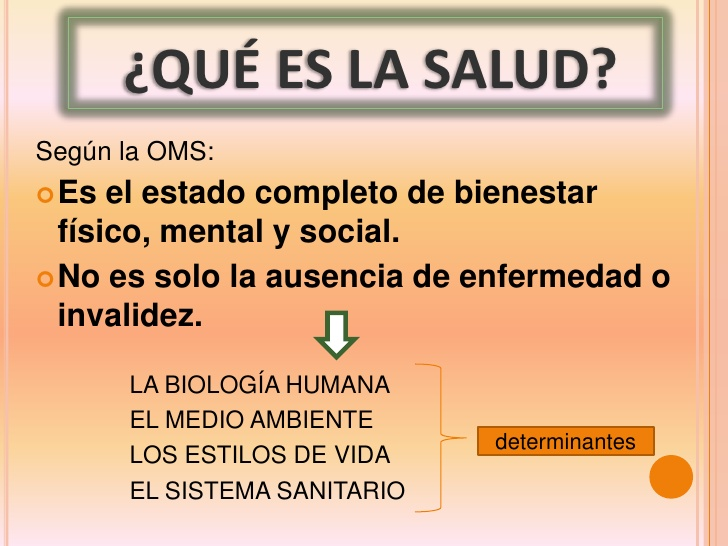 ¿QUÉ ES LA SALUD?
Según la OMS:
Es el estado completo de bienestar
físico, mental y social.
No es solo la ausencia de enfermedad o
invalidez.
LA BIOLOGÍA HUMANA
EL MEDIO AMBIENTE
LOS ESTILOS DE VIDA
EL SISTEMA SANITARIO
determinantes